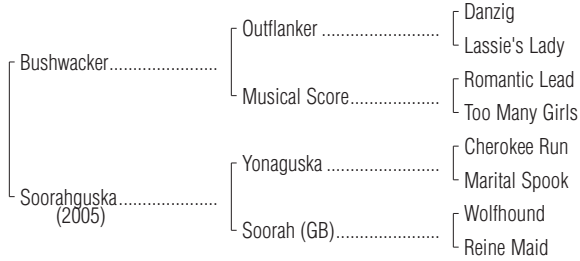 Danzig
Outflanker ......................
Lassie's Lady
Bushwacker....................
Romantic Lead
Musical Score.................
Too Many Girls
Cherokee Run
Yonaguska .....................
Marital Spook
Soorahguska..................
(2005)
Wolfhound
Soorah (GB)...................
Reine Maid